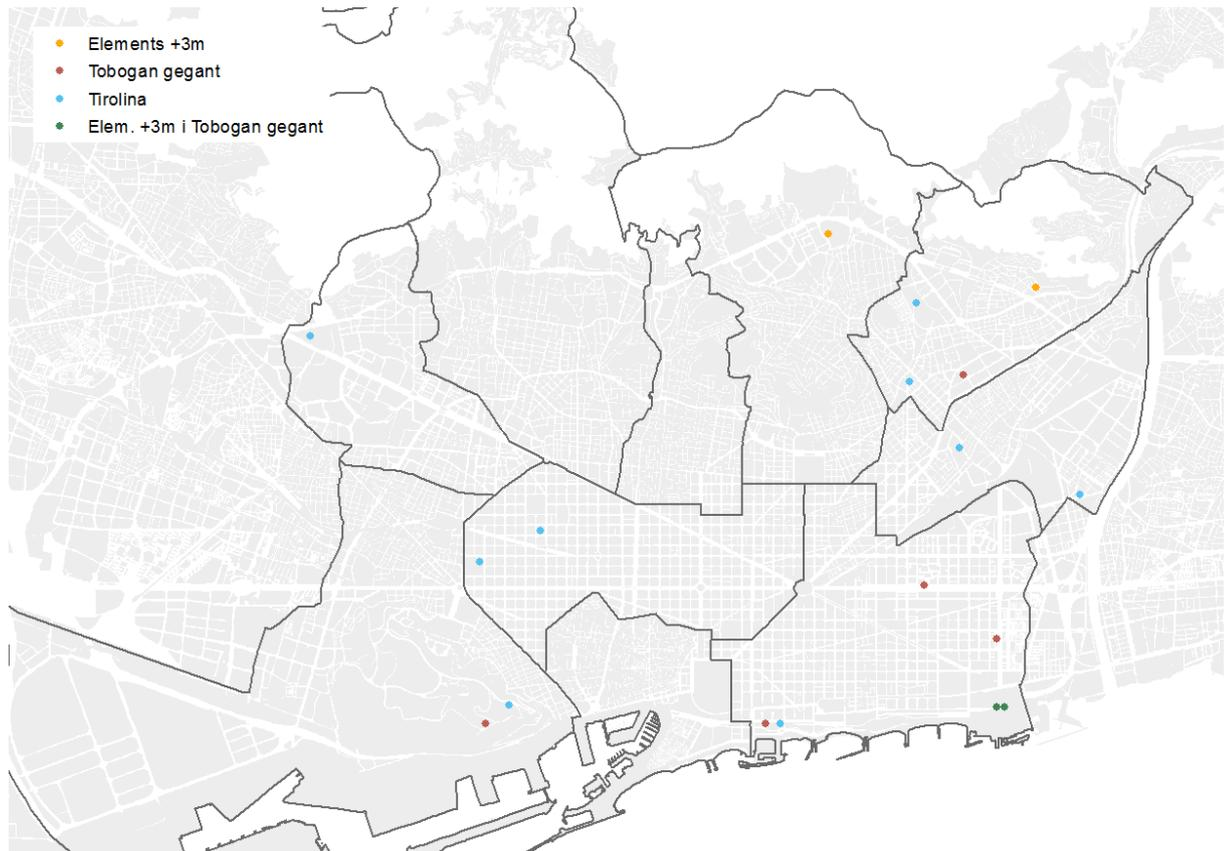 Elements +3m
Tobogan gegant
Tirolina
Elem. +3m i Tobogan gegant